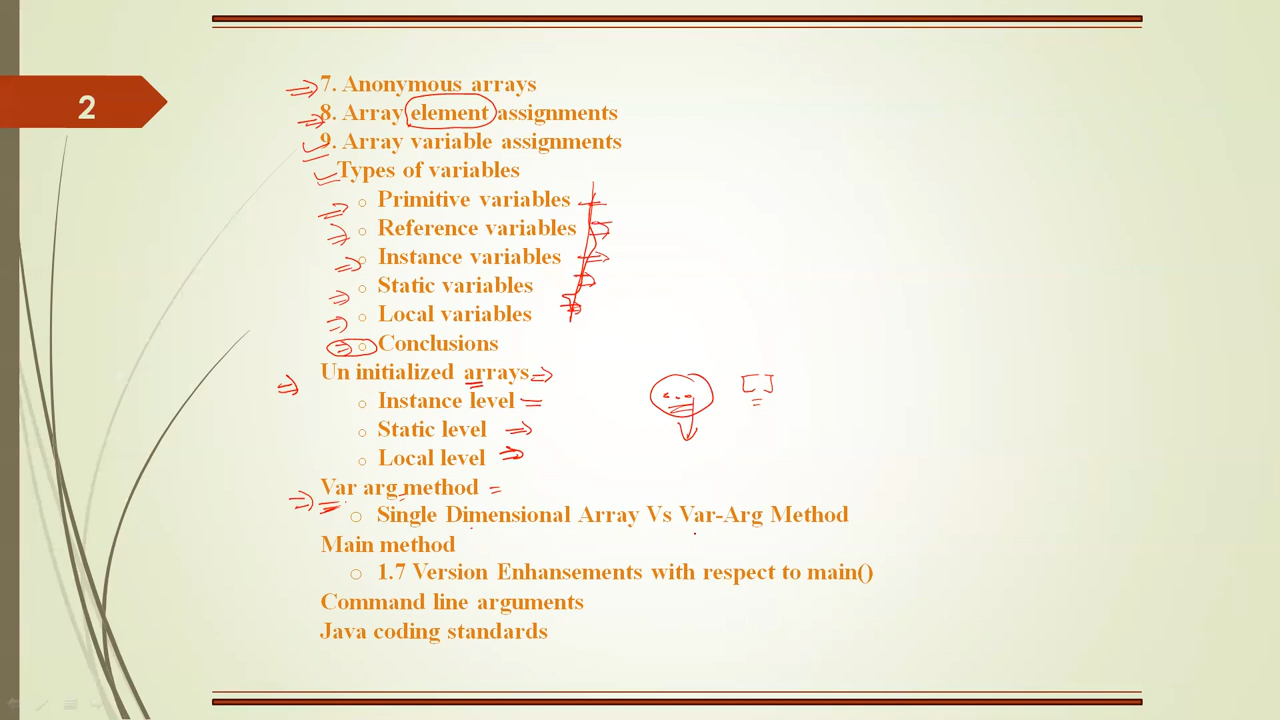 2
7. Anonymous arrays
8. Array element assignments
9. Array variable assignments
Types of variables
Primitive variables
Reference variables
Instance variables
Static variables
Local variables
Conclusions
Un initialized arrays
Instance level
Static level
Local level
Var arg method
Single Dimensional Array Vs Var-Arg Method
Main method
1.7 Version Enhansements with respect to main()
Command line arguments
Java coding standards
...
[]